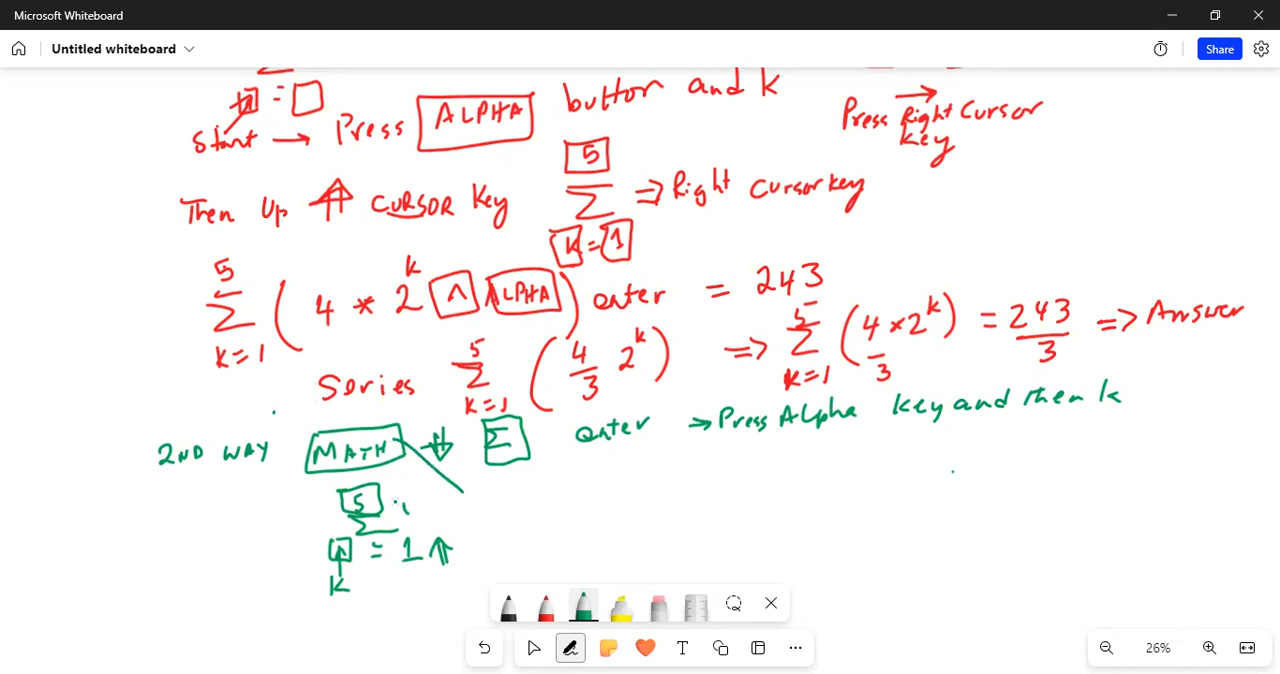 Microsoft Whiteboard
Untitled whiteboard
Share
Σ
n = □
button and k
Start → Press ALPHA
Press Right Cursor Key
5
Then Up ↑ CURSOR Key Σ => Right Cursor key
k = 1
5
Σ ( 4 * 2^k ^ ALPHA ) enter = 243
k = 1
=> 5 Σ k=1 ( 4/3 * 2^k ) = 243/3 => Answer
Series 5 Σ k=1 ( 4/3 2^k )
2ND WAY MATH ↓ Σ enter → Press Alpha key and then k
5
Σ
= 1 ↑
k
26%